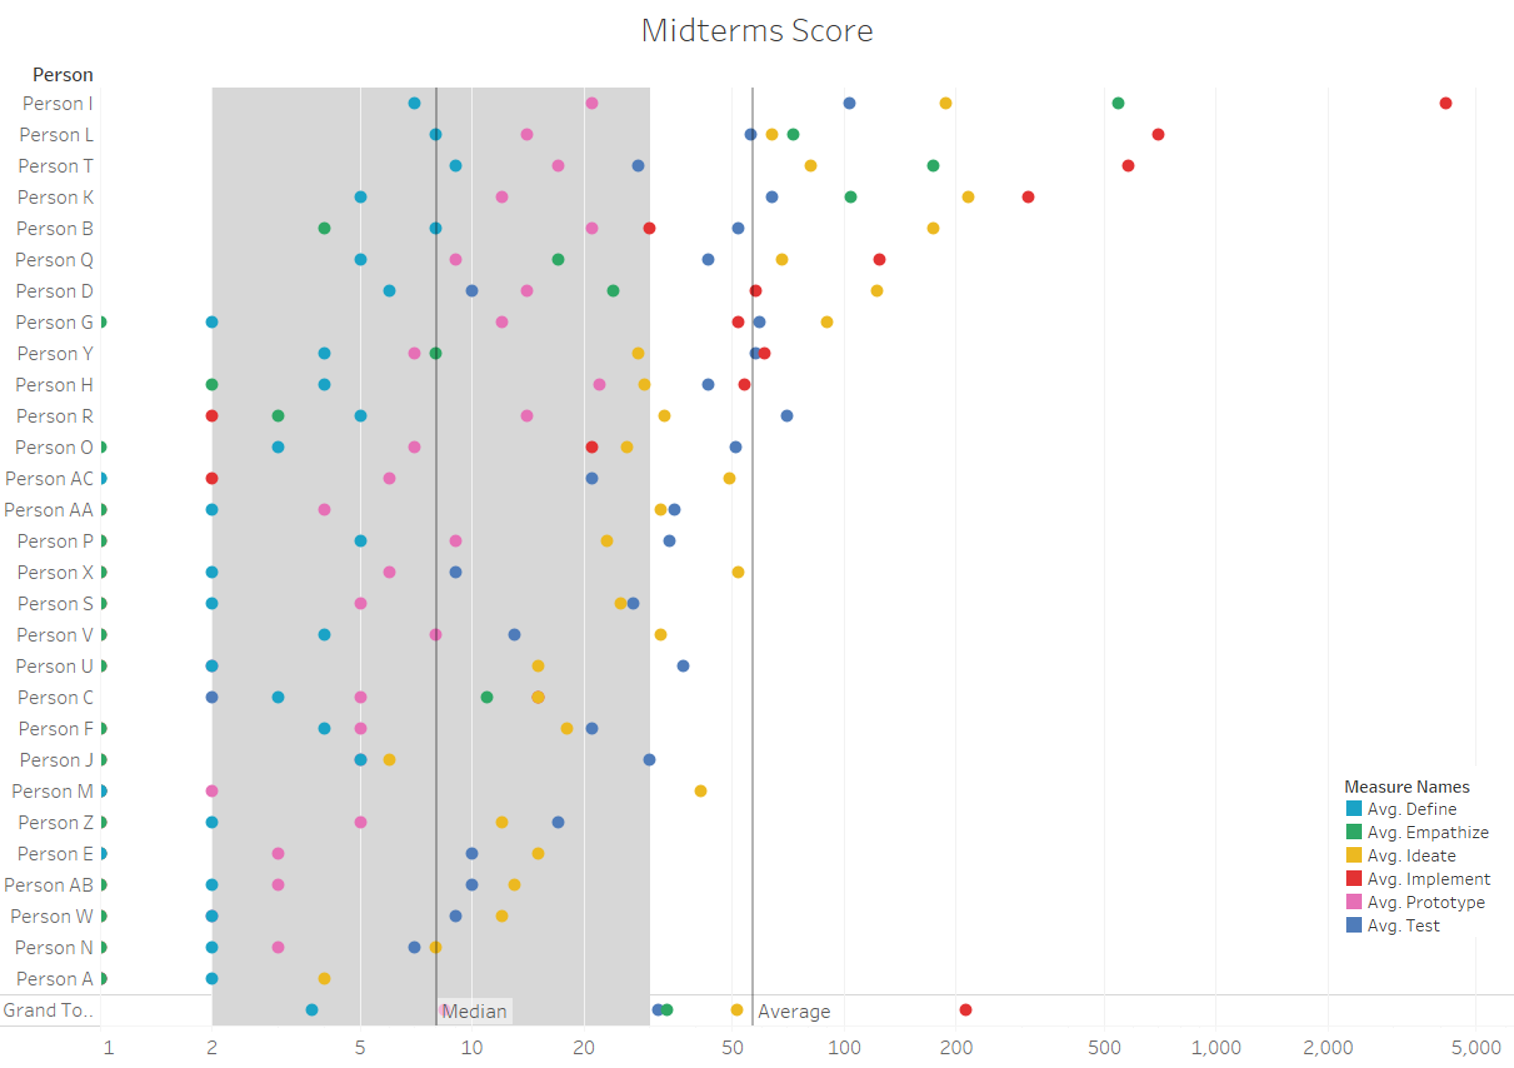 Midterms Score
Person
Person I
Person L
Person T
Person K
Person B
Person Q
Person D
Person G
Person Y
Person H
Person R
Person O
Person AC
Person AA
Person P
Person X
Person S
Person V
Person U
Person C
Person F
Person J
Person M
Person Z
Person E
Person AB
Person W
Person N
Person A
Grand To..
Median
Average
Measure Names
Avg. Define
Avg. Empathize
Avg. Ideate
Avg. Implement
Avg. Prototype
Avg. Test
1 2 5 10 20 50 100 200 500 1,000 2,000 5,000